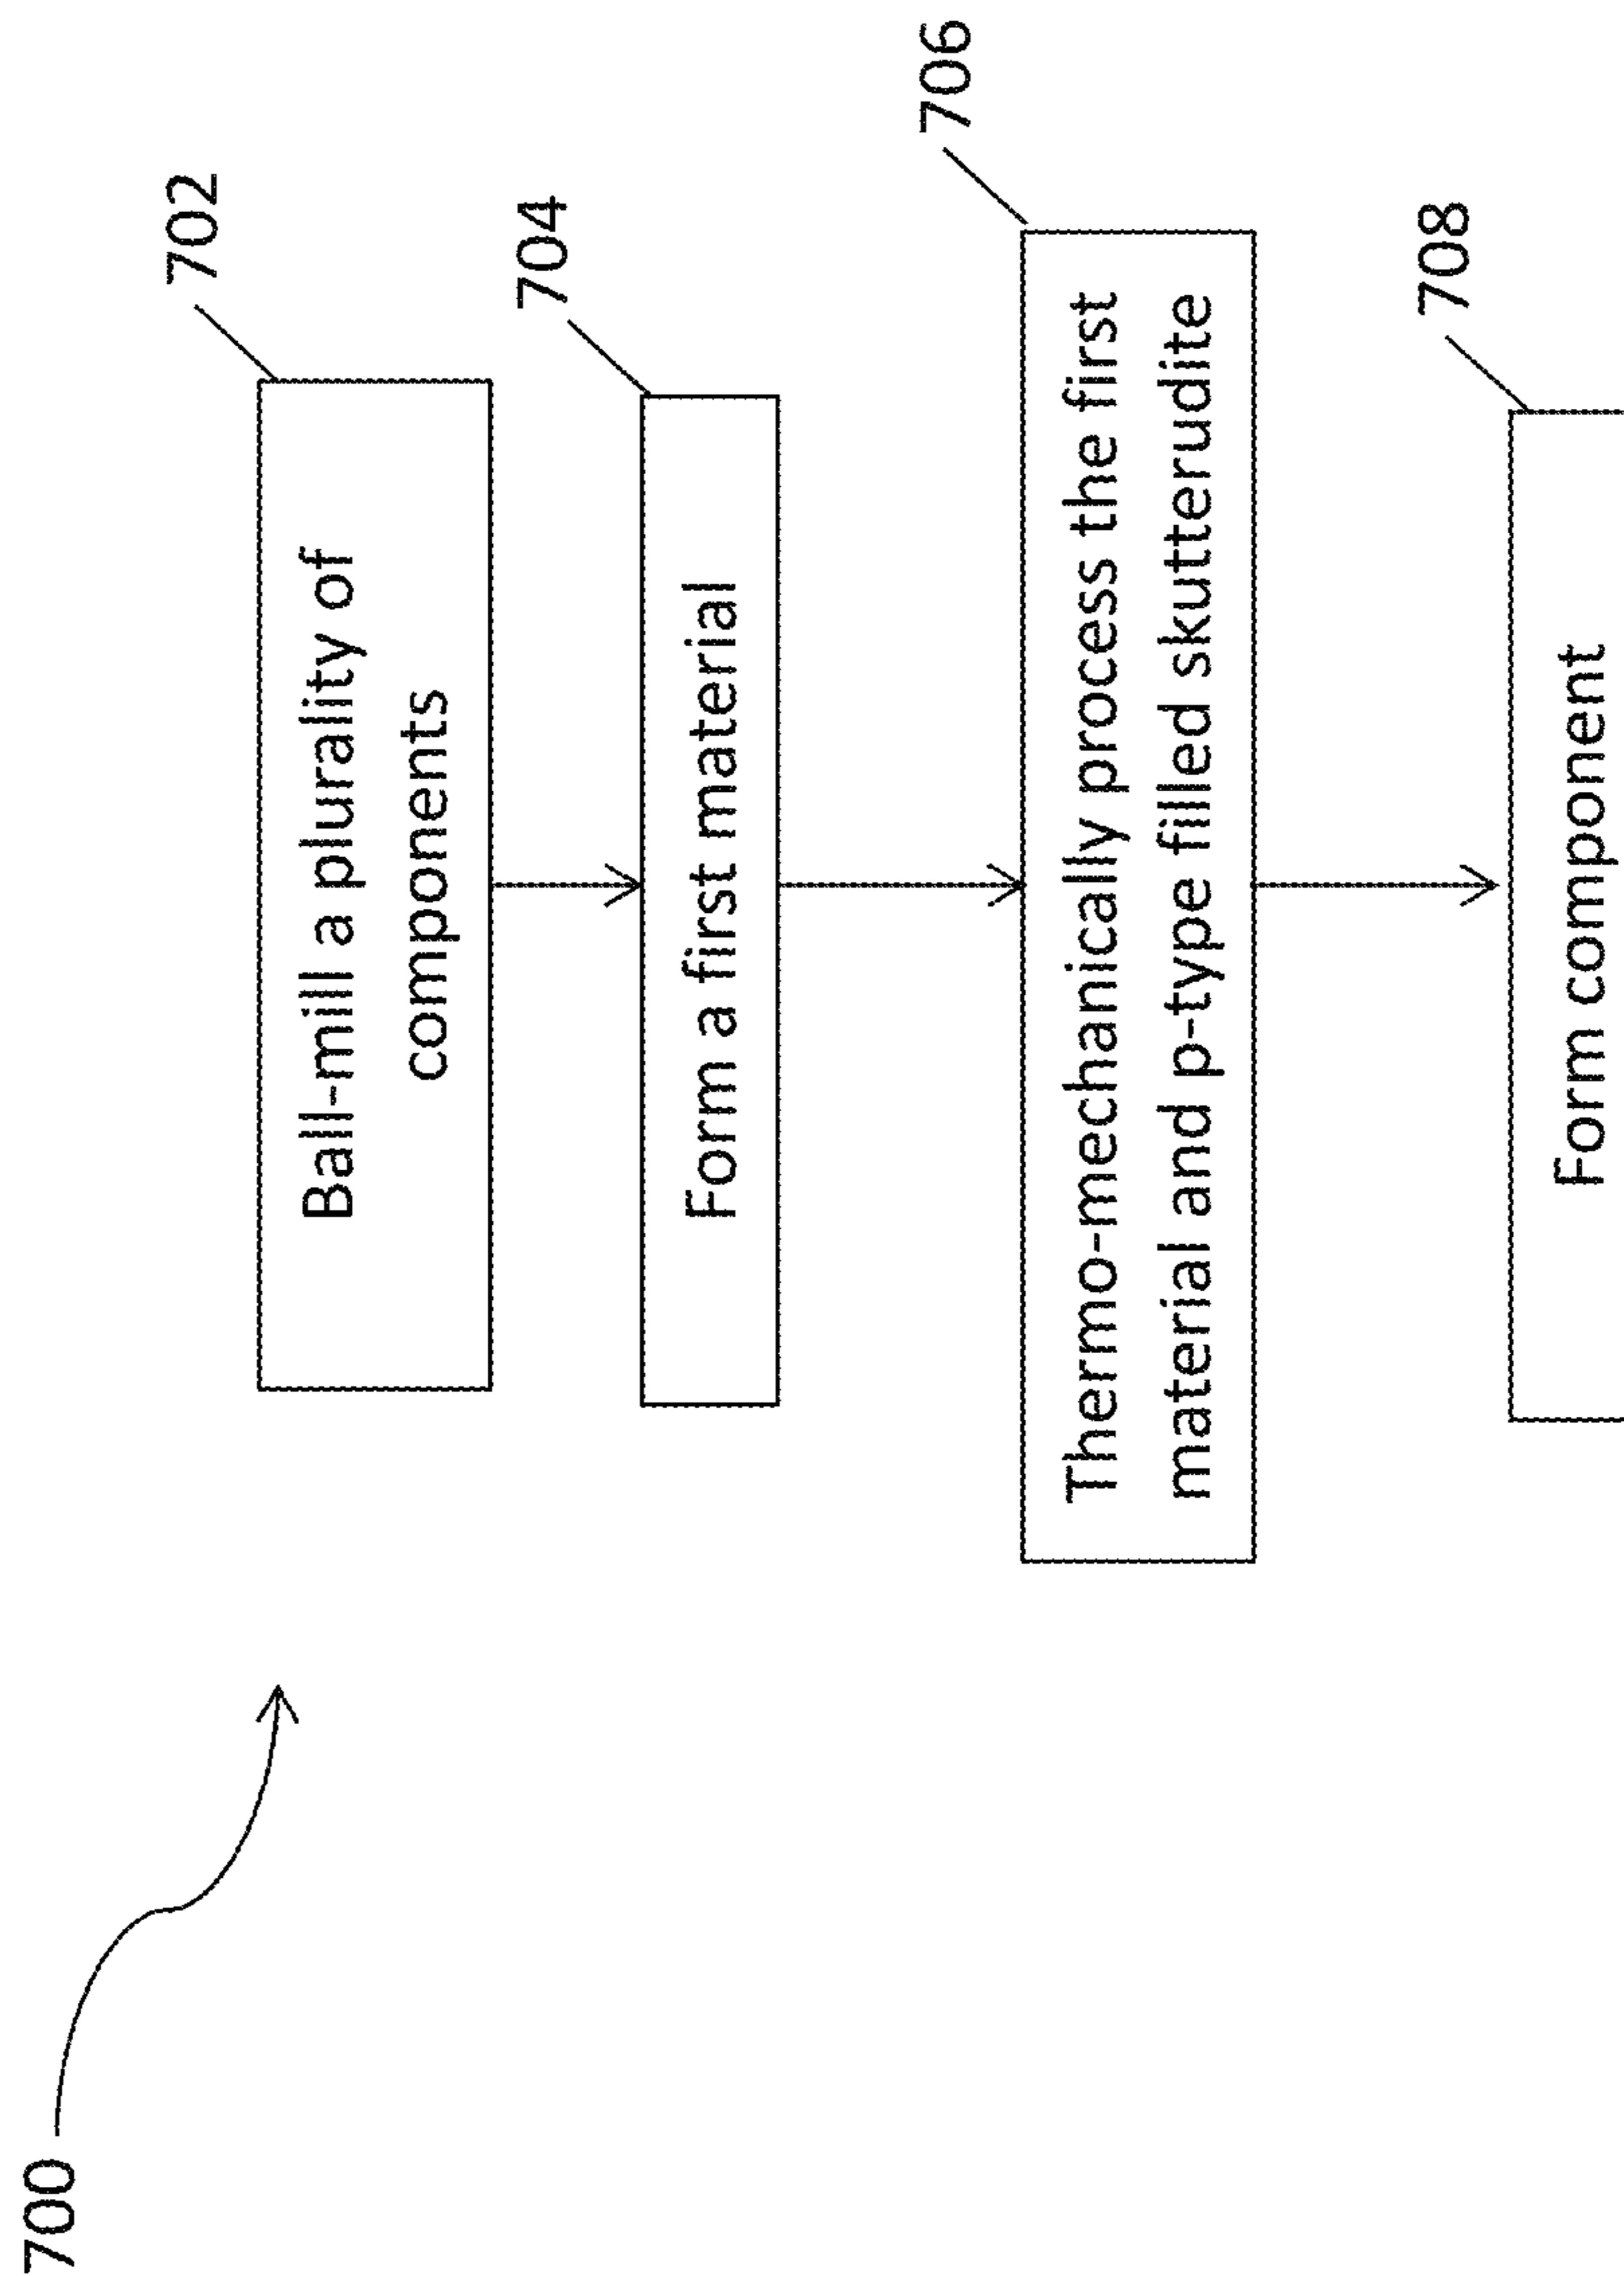 700
702
Ball-mill a plurality of
components
704
Form a first material
706
Thermo-mechanically process the first
material and p-type filled skutterudite
708
Form component